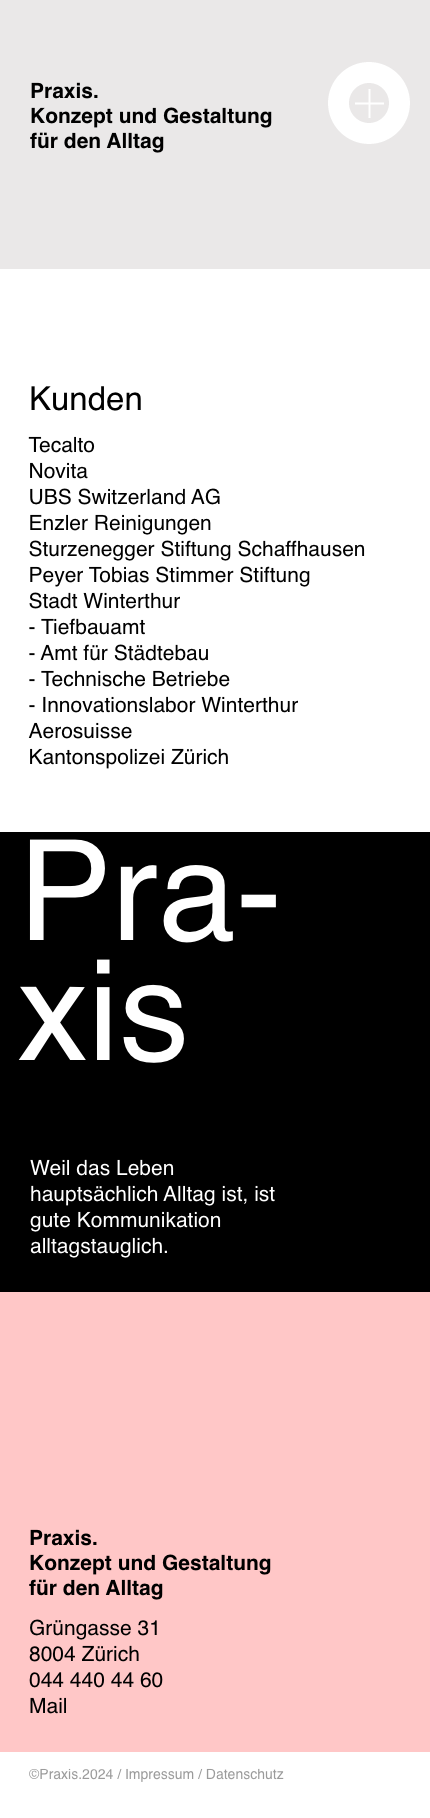 Praxis.
Konzept und Gestaltung
für den Alltag
Kunden
Tecalto
Novita
UBS Switzerland AG
Enzler Reinigungen
Sturzenegger Stiftung Schaffhausen
Peyer Tobias Stimmer Stiftung
Stadt Winterthur
- Tiefbauamt
- Amt für Städtebau
- Technische Betriebe
- Innovationslabor Winterthur
Aerosuisse
Kantonspolizei Zürich
Pra-
xis
Weil das Leben
hauptsächlich Alltag ist, ist
gute Kommunikation
alltagstauglich.
Praxis.
Konzept und Gestaltung
für den Alltag
Grüngasse 31
8004 Zürich
044 440 44 60
Mail
©Praxis.2024 / Impressum / Datenschutz